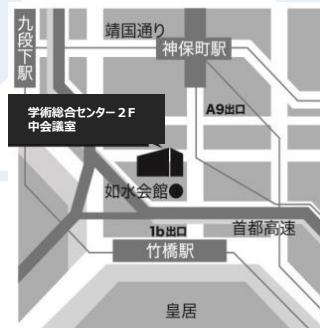 九段下駅
靖国通り
神保町駅
A9出口
学術総合センター２F
中会議室
如水会館
1b出口
首都高速
竹橋駅
皇居